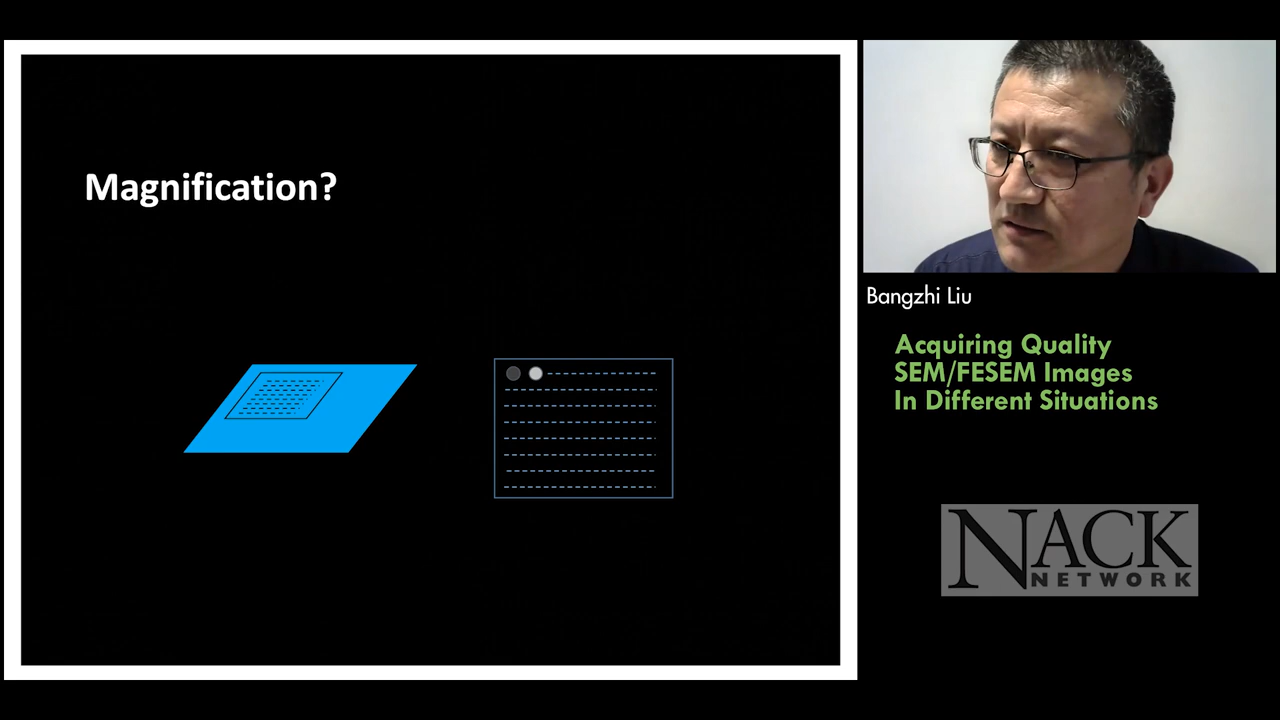 Magnification?
Bangzhi Liu
Acquiring Quality
SEM/FESEM Images
In Different Situations
NACK
NETWORK